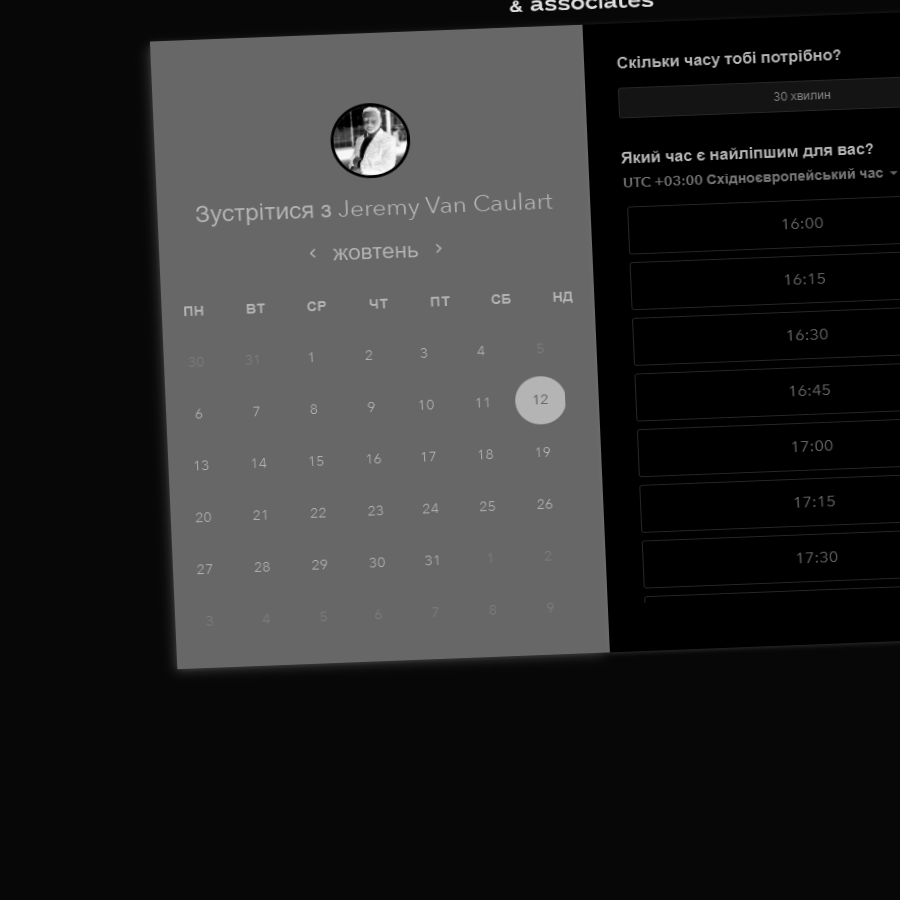 & associates
Зустрітися з Jeremy Van Caulart
жовтень
ПН ВТ СР ЧТ ПТ СБ НД
30 31 1 2 3 4 5
6 7 8 9 10 11 12
13 14 15 16 17 18 19
20 21 22 23 24 25 26
27 28 29 30 31 1 2
3 4 5 6 7 8 9
Скільки часу тобі потрібно?
30 хвилин
Який час є найліпшим для вас?
UTC +03:00 Східноєвропейський час
16:00
16:15
16:30
16:45
17:00
17:15
17:30